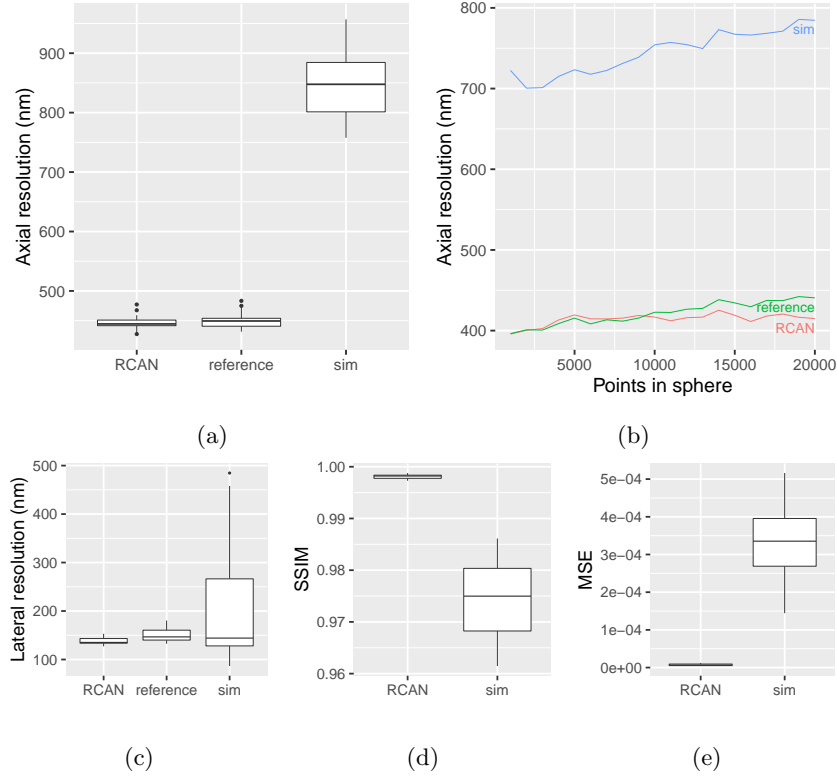 Axial resolution (nm)
900
800
700
600
500
RCAN
reference
sim
(a)
Axial resolution (nm)
800
700
600
500
400
sim
reference
RCAN
5000
10000
15000
20000
Points in sphere
(b)
Lateral resolution (nm)
500
400
300
200
100
RCAN
reference
sim
(c)
SSIM
1.00
0.99
0.98
0.97
0.96
RCAN
sim
(d)
MSE
5e−04
4e−04
3e−04
2e−04
1e−04
0e+00
RCAN
sim
(e)